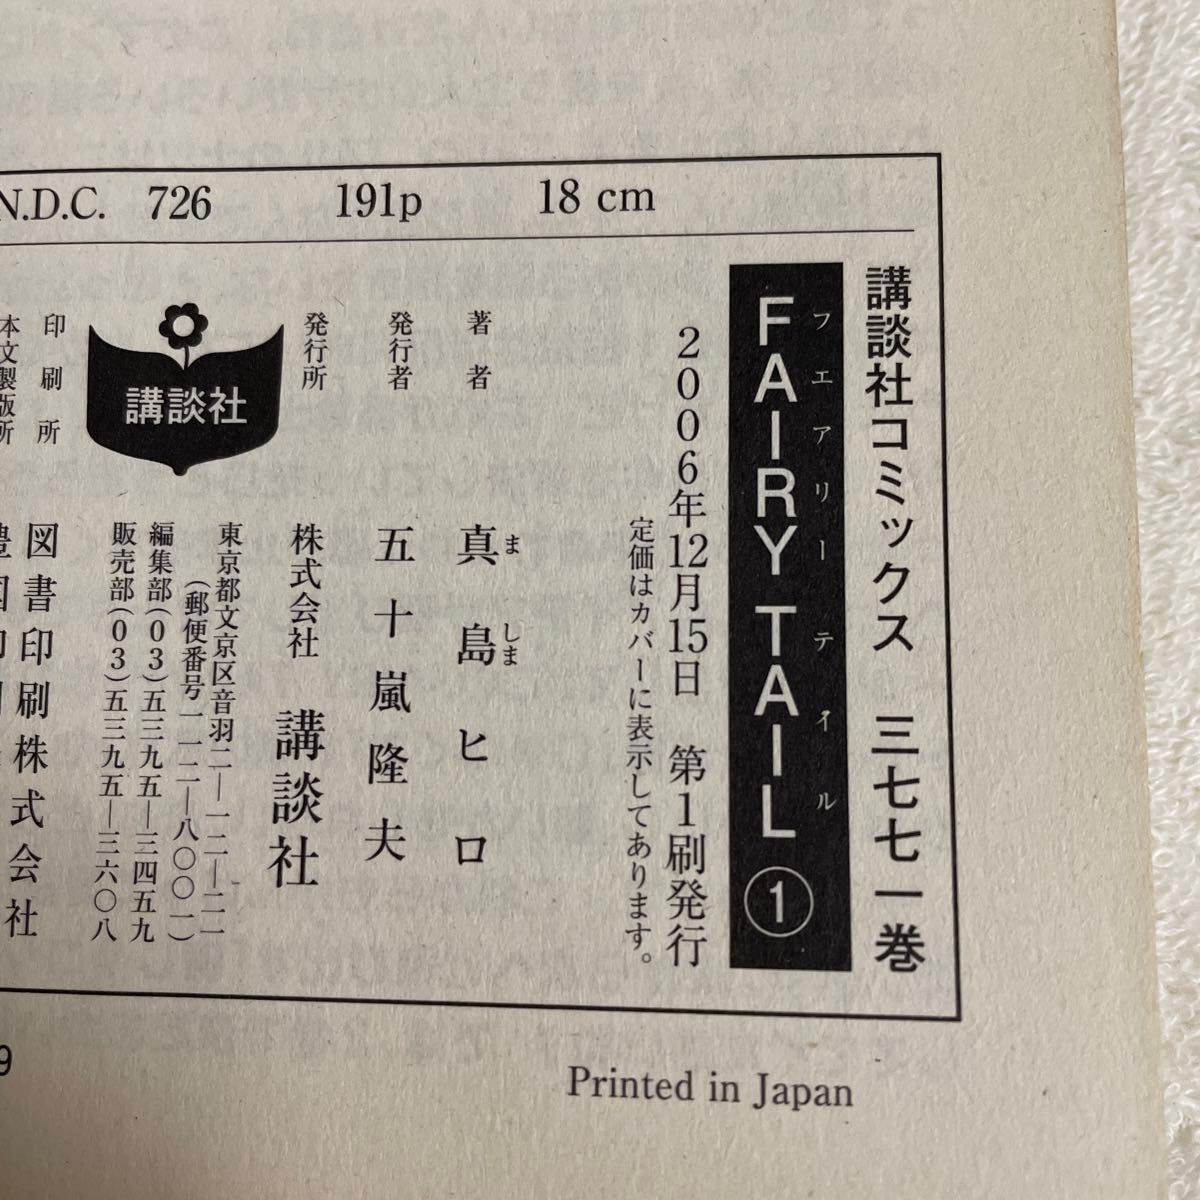 N.D.C. 726 191p 18 cm
講談社コミックス 三七七一巻
FAIRY TAIL ①
フエアリーテイル
2006年12月15日 第1刷発行
定価はカバーに表示してあります。
著者 真島ヒロ
ましま
発行者 五十嵐隆夫
発行所 株式会社 講談社
東京都文京区音羽二―一二―二一
(郵便番号一一二―八〇〇一)
編集部(03)五三九五―三四五九
販売部(03)五三九五―三六〇八
講談社
印刷所 図書印刷株式会社
本文製版所
9
Printed in Japan